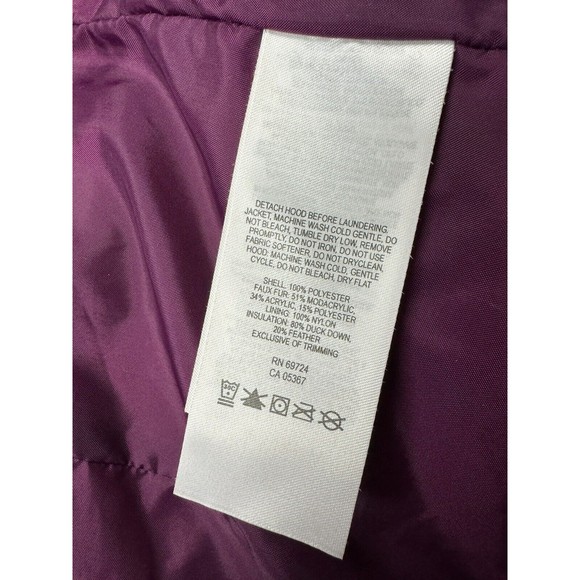 DETACH HOOD BEFORE LAUNDERING.
JACKET, MACHINE WASH COLD GENTLE, DO
NOT BLEACH, TUMBLE DRY LOW, REMOVE
PROMPTLY, DO NOT IRON, DO NOT USE
FABRIC SOFTENER, DO NOT DRYCLEAN,
HOOD: MACHINE WASH COLD, GENTLE
CYCLE, DO NOT BLEACH, DRY FLAT
SHELL: 100% POLYESTER
FAUX FUR: 51% MODACRYLIC,
34% ACRYLIC, 15% POLYESTER
LINING: 100% NYLON
INSULATION: 80% DUCK DOWN,
20% FEATHER
EXCLUSIVE OF TRIMMING
RN 69724
CA 05367